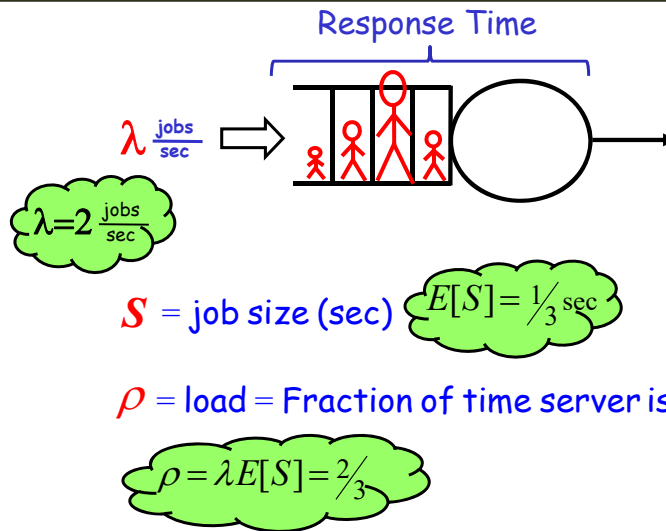 Response Time
λ jobs/sec
λ=2 jobs/sec
S = job size (sec)
E[S] = 1/3 sec
ρ = load = Fraction of time server is
ρ = λE[S] = 2/3